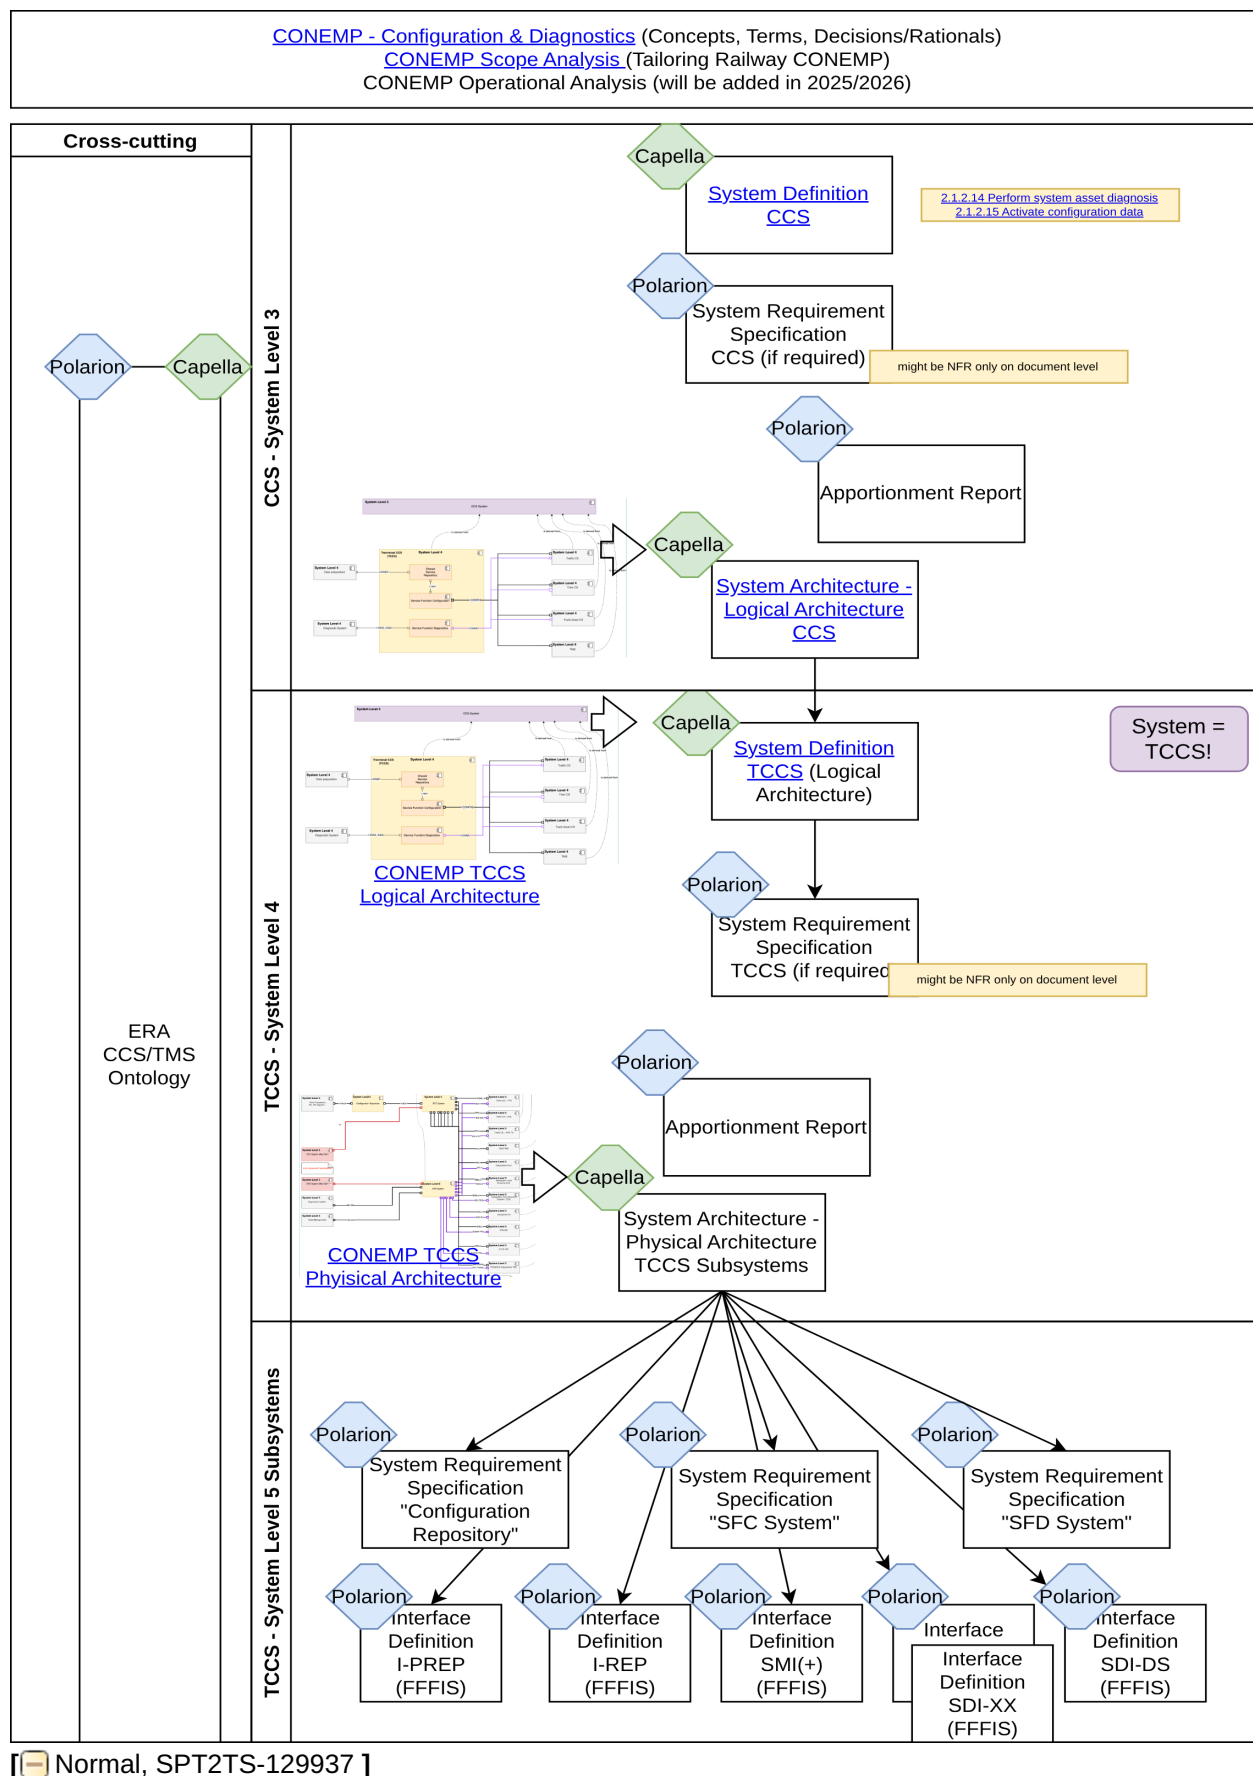 CONEMP - Configuration & Diagnostics (Concepts, Terms, Decisions/Rationals)
CONEMP Scope Analysis (Tailoring Railway CONEMP)
CONEMP Operational Analysis (will be added in 2025/2026)
Cross-cutting
Polarion
Capella
ERA
CCS/TMS
Ontology
CCS - System Level 3
Capella
System Definition
CCS
2.1.2.14 Perform system asset diagnosis
2.1.2.15 Activate configuration data
Polarion
System Requirement
Specification
CCS (if required)
might be NFR only on document level
Polarion
Apportionment Report
Capella
System Architecture -
Logical Architecture
CCS
TCCS - System Level 4
Capella
System Definition
TCCS (Logical
Architecture)
System =
TCCS!
CONEMP TCCS
Logical Architecture
Polarion
System Requirement
Specification
TCCS (if required
might be NFR only on document level
Polarion
Apportionment Report
Capella
System Architecture -
Physical Architecture
TCCS Subsystems
CONEMP TCCS
Phyisical Architecture
TCCS - System Level 5 Subsystems
Polarion
System Requirement
Specification
"Configuration
Repository"
Polarion
System Requirement
Specification
"SFC System"
Polarion
System Requirement
Specification
"SFD System"
Polarion
Interface
Definition
I-PREP
(FFFIS)
Polarion
Interface
Definition
I-REP
(FFFIS)
Polarion
Interface
Definition
SMI(+)
(FFFIS)
Polarion
Interface
Interface
Definition
SDI-XX
(FFFIS)
Polarion
Interface
Definition
SDI-DS
(FFFIS)
[ Normal, SPT2TS-129937 ]